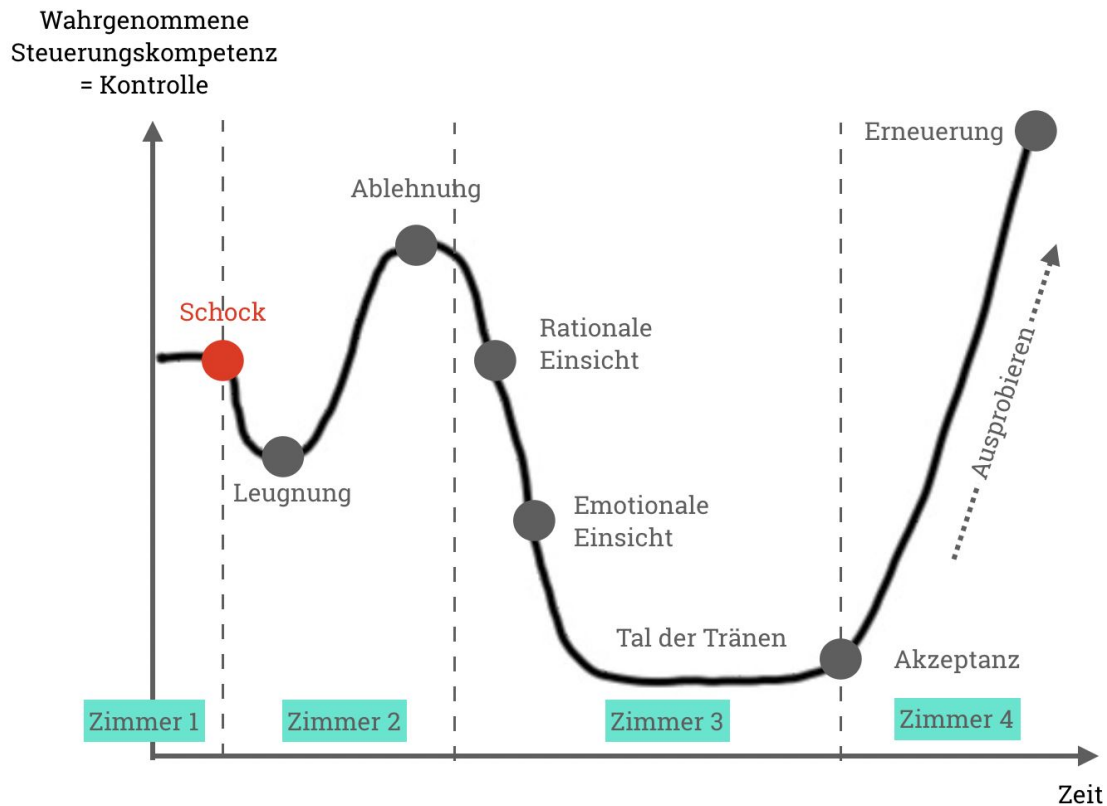 Wahrgenommene
Steuerungskompetenz
= Kontrolle
Erneuerung
Ablehnung
Schock
Rationale
Einsicht
Ausprobieren
Leugnung
Emotionale
Einsicht
Tal der Tränen
Akzeptanz
Zimmer 1
Zimmer 2
Zimmer 3
Zimmer 4
Zeit